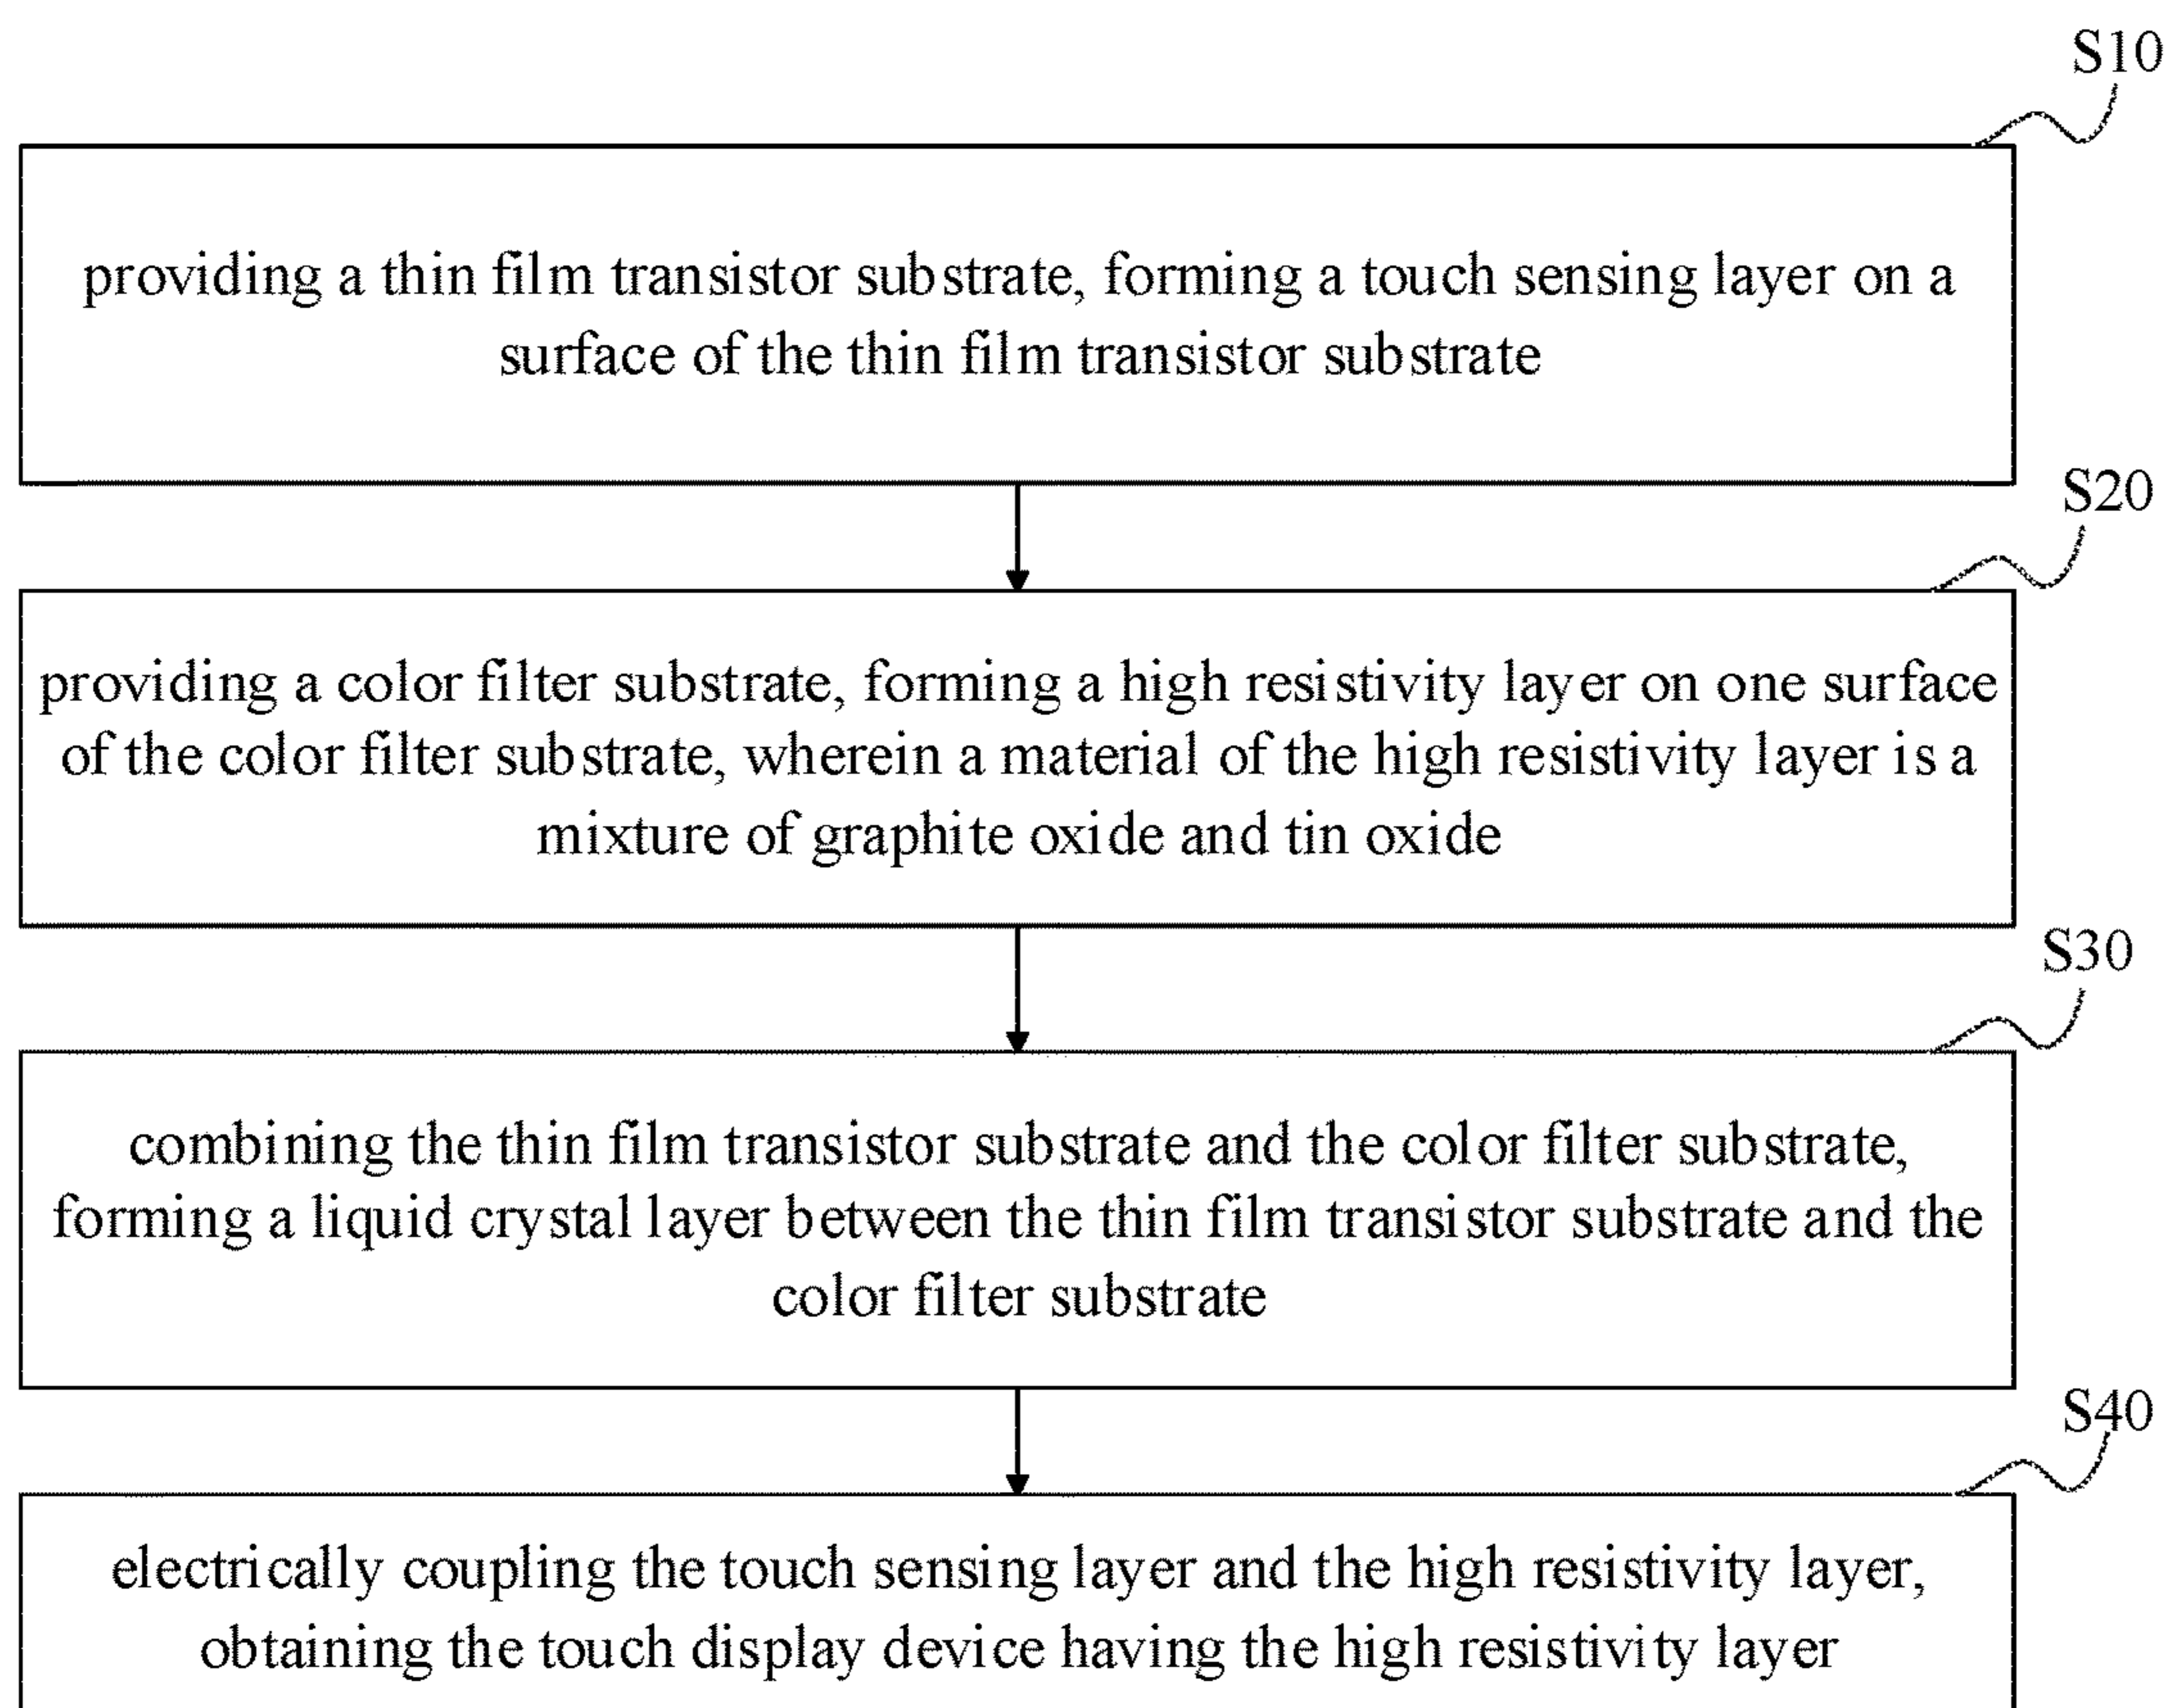 S10
providing a thin film transistor substrate, forming a touch sensing layer on a
surface of the thin film transistor substrate
S20
providing a color filter substrate, forming a high resistivity layer on one surface
of the color filter substrate, wherein a material of the high resistivity layer is a
mixture of graphite oxide and tin oxide
S30
combining the thin film transistor substrate and the color filter substrate,
forming a liquid crystal layer between the thin film transistor substrate and the
color filter substrate
S40
electrically coupling the touch sensing layer and the high resistivity layer,
obtaining the touch display device having the high resistivity layer